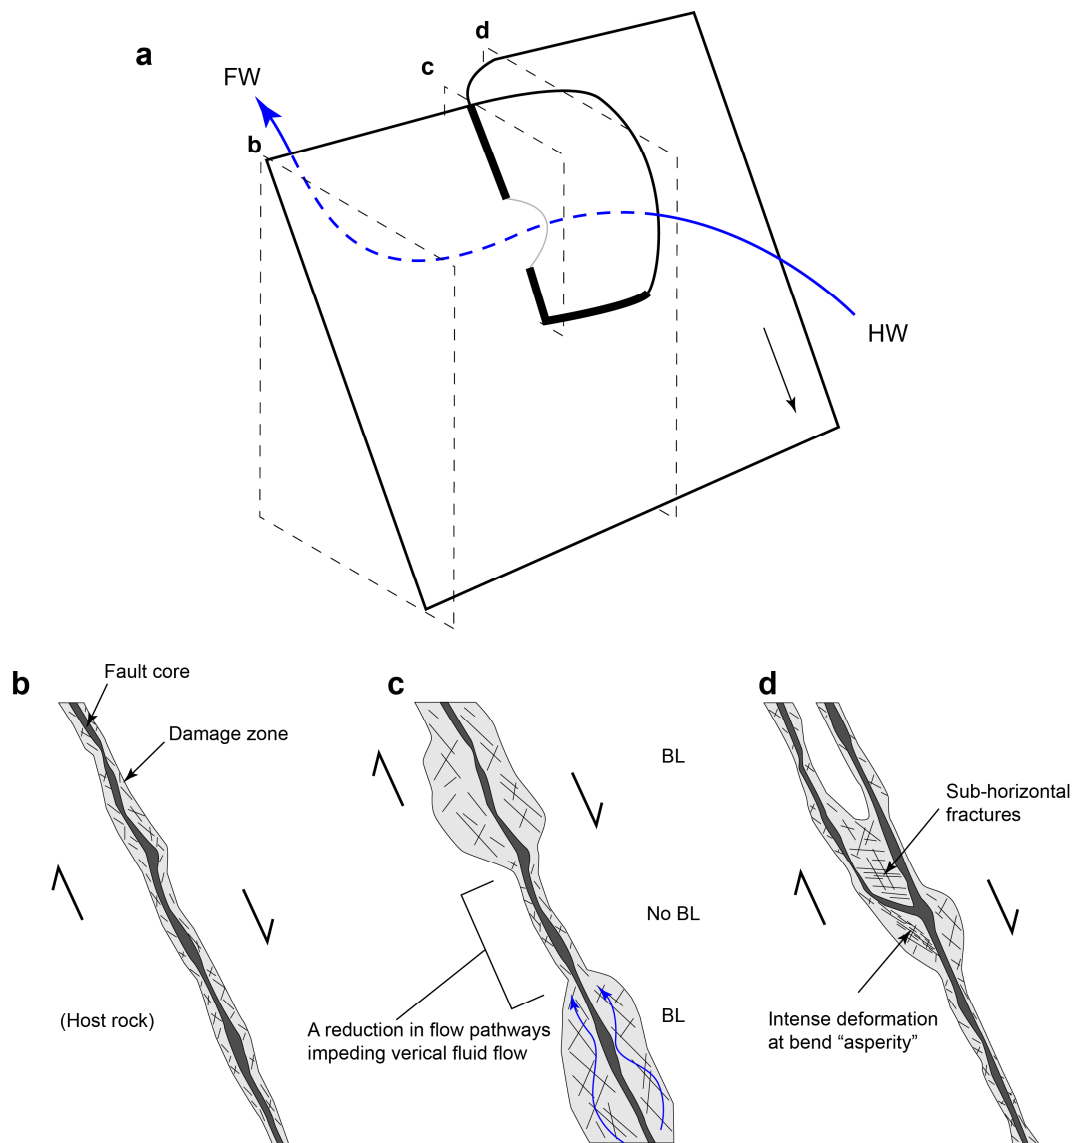 a
FW
b
c
d
HW
b
Fault core
Damage zone
(Host rock)
c
BL
No BL
BL
A reduction in flow pathways
impeding verical fluid flow
d
Sub-horizontal
fractures
Intense deformation
at bend “asperity”